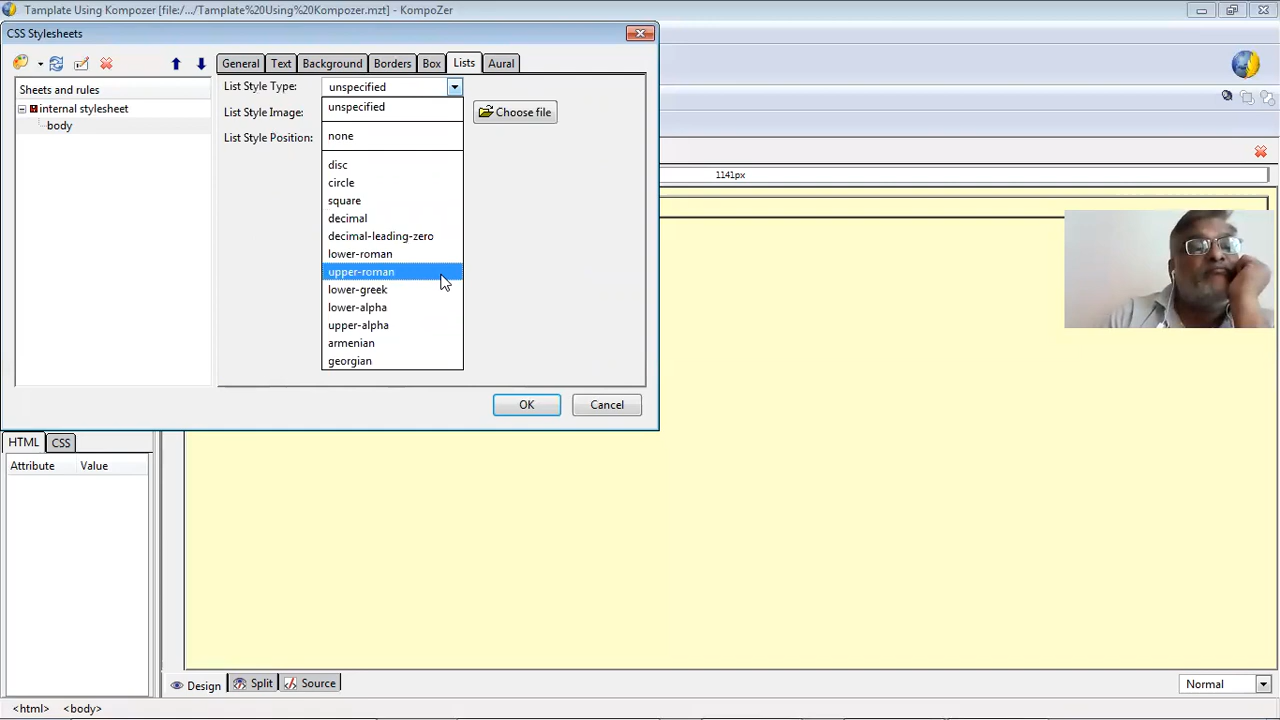 Tamplate Using Kompozer [file:/.../Tamplate%20Using%20Kompozer.mzt] - KompoZer
CSS Stylesheets
General
Text
Background
Borders
Box
Lists
Aural
Sheets and rules
internal stylesheet
body
List Style Type:
unspecified
List Style Image:
Choose file
List Style Position:
unspecified
none
disc
circle
square
decimal
decimal-leading-zero
lower-roman
upper-roman
lower-greek
lower-alpha
upper-alpha
armenian
georgian
OK
Cancel
1141px
HTML
CSS
Attribute
Value
Design
Split
Source
Normal
<html>
<body>